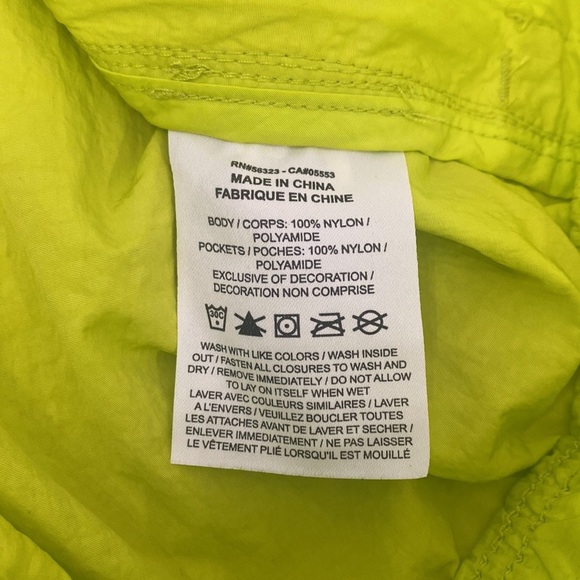 RN#56323 - CA#05553
MADE IN CHINA
FABRIQUE EN CHINE
BODY / CORPS: 100% NYLON /
POLYAMIDE
POCKETS / POCHES: 100% NYLON /
POLYAMIDE
EXCLUSIVE OF DECORATION /
DECORATION NON COMPRISE
30C
WASH WITH LIKE COLORS / WASH INSIDE
OUT / FASTEN ALL CLOSURES TO WASH AND
DRY / REMOVE IMMEDIATELY / DO NOT ALLOW
TO LAY ON ITSELF WHEN WET
LAVER AVEC COULEURS SIMILAIRES / LAVER
A L'ENVERS / VEUILLEZ BOUCLER TOUTES
LES ATTACHES AVANT DE LAVER ET SECHER /
ENLEVER IMMEDIATEMENT / NE PAS LAISSER
LE VÊTEMENT PLIÉ LORSQU'IL EST MOUILLÉ